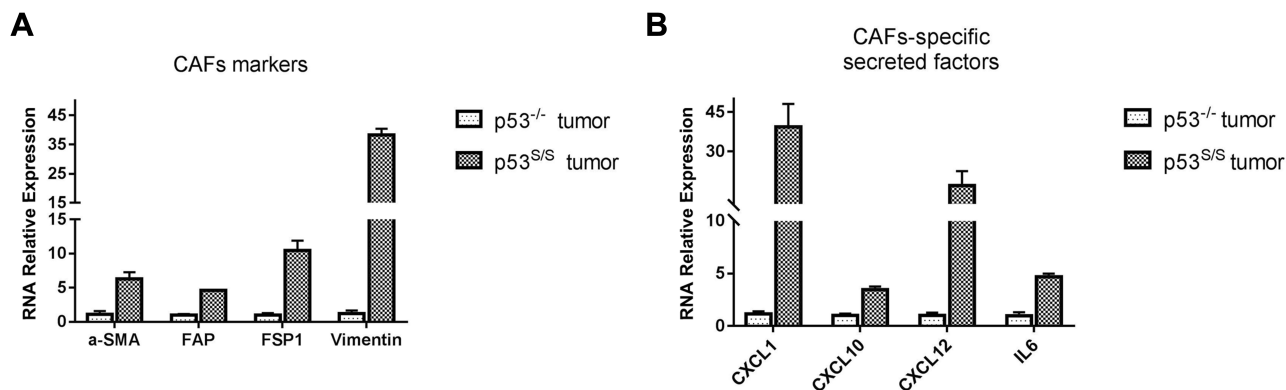 A
CAFs markers
RNA Relative Expression
45
35
25
15
15
10
5
0
a-SMA FAP FSP1 Vimentin
p53-/- tumor
p53S/S tumor
B
CAFs-specific
secreted factors
RNA Relative Expression
45
30
10
5
0
CXCL1 CXCL10 CXCL12 IL6
p53-/- tumor
p53S/S tumor